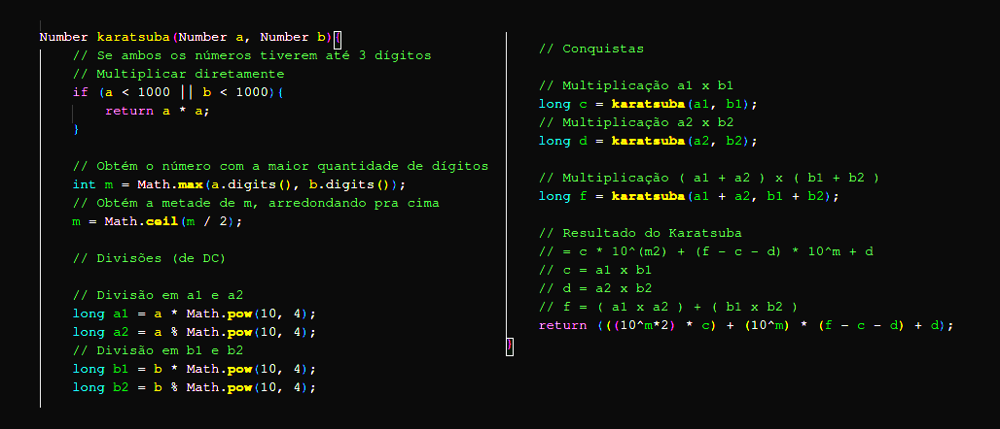 Number karatsuba(Number a, Number b){
// Se ambos os números tiverem até 3 dígitos
// Multiplicar diretamente
if (a < 1000 || b < 1000){
return a * a;
}
// Obtém o número com a maior quantidade de dígitos
int m = Math.max(a.digits(), b.digits());
// Obtém a metade de m, arredondando pra cima
m = Math.ceil(m / 2);
// Divisões (de DC)
// Divisão em a1 e a2
long a1 = a * Math.pow(10, 4);
long a2 = a % Math.pow(10, 4);
// Divisão em b1 e b2
long b1 = b * Math.pow(10, 4);
long b2 = b % Math.pow(10, 4);
// Conquistas
// Multiplicação a1 x b1
long c = karatsuba(a1, b1);
// Multiplicação a2 x b2
long d = karatsuba(a2, b2);
// Multiplicação ( a1 + a2 ) x ( b1 + b2 )
long f = karatsuba(a1 + a2, b1 + b2);
// Resultado do Karatsuba
// = c * 10^(m2) + (f - c - d) * 10^m + d
// c = a1 x b1
// d = a2 x b2
// f = ( a1 x a2 ) + ( b1 x b2 )
return (((10^m*2) * c) + (10^m) * (f - c - d) + d);
}